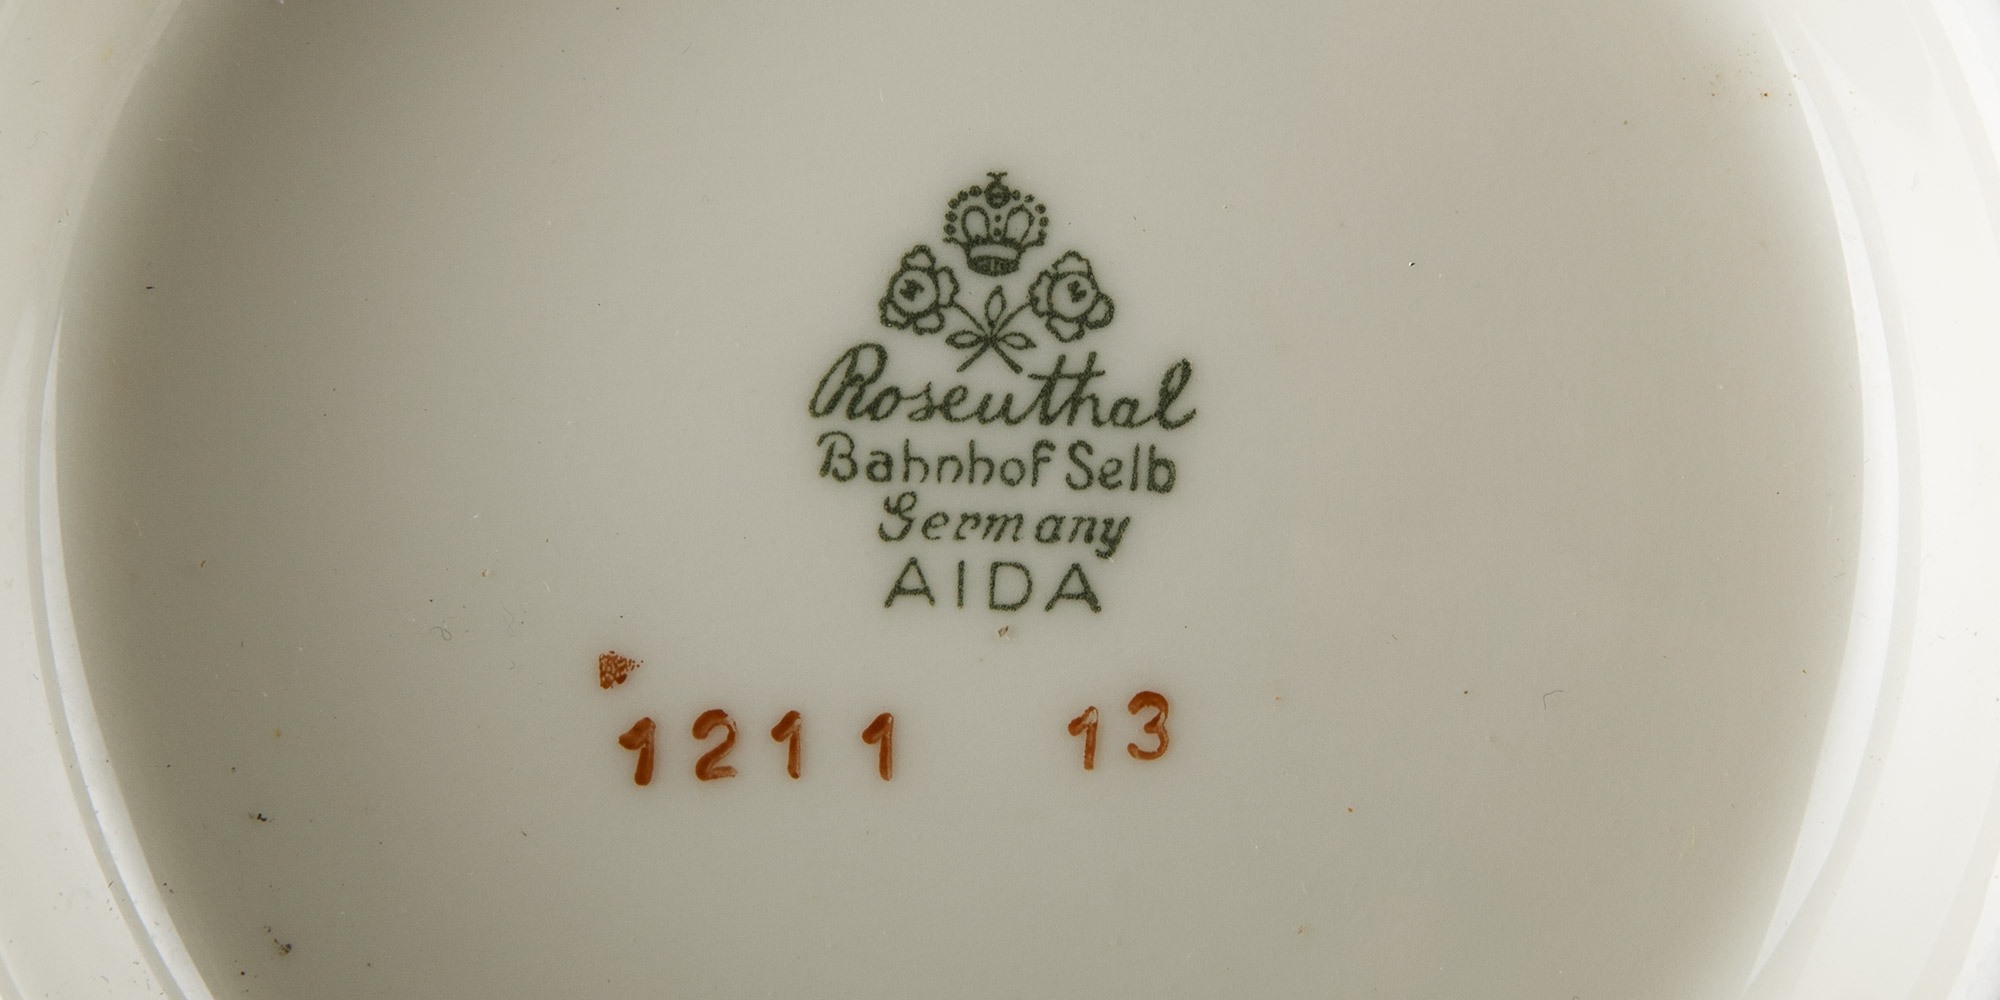 Rosenthal
Bahnhof Selb
Germany
AIDA
1211 13